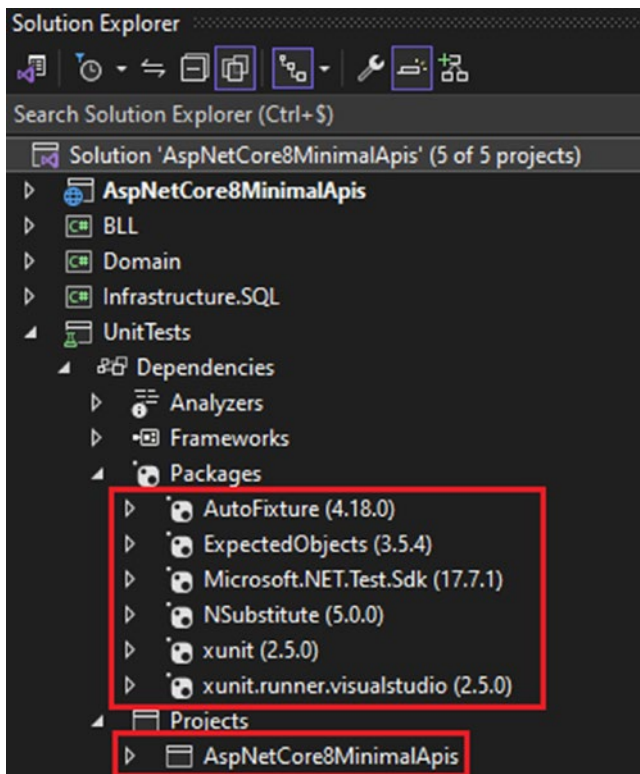 Solution Explorer
Search Solution Explorer (Ctrl+$)
Solution 'AspNetCore8MinimalApis' (5 of 5 projects)
AspNetCore8MinimalApis
C# BLL
C# Domain
C# Infrastructure.SQL
UnitTests
Dependencies
Analyzers
Frameworks
Packages
AutoFixture (4.18.0)
ExpectedObjects (3.5.4)
Microsoft.NET.Test.Sdk (17.7.1)
NSubstitute (5.0.0)
xunit (2.5.0)
xunit.runner.visualstudio (2.5.0)
Projects
AspNetCore8MinimalApis